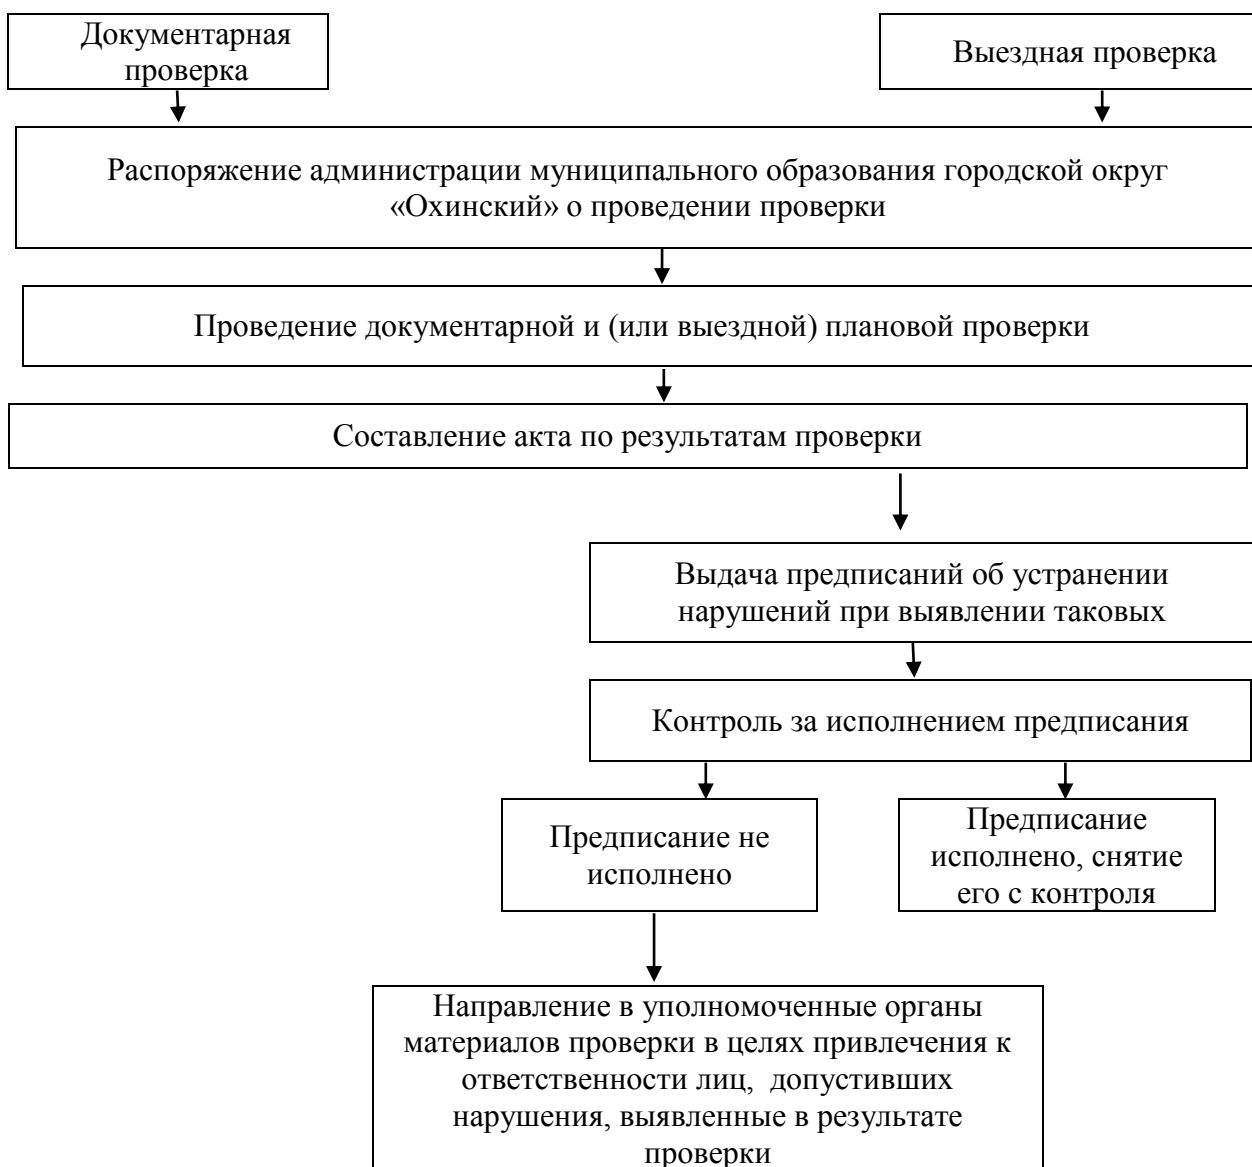 Документарная
проверка
Выездная проверка
Распоряжение администрации муниципального образования городской округ
«Охинский» о проведении проверки
Проведение документарной и (или выездной) плановой проверки
Составление акта по результатам проверки
Выдача предписаний об устранении
нарушений при выявлении таковых
Контроль за исполнением предписания
Предписание не
исполнено
Предписание
исполнено, снятие
его с контроля
Направление в уполномоченные органы
материалов проверки в целях привлечения к
ответственности лиц, допустивших
нарушения, выявленные в результате
проверки